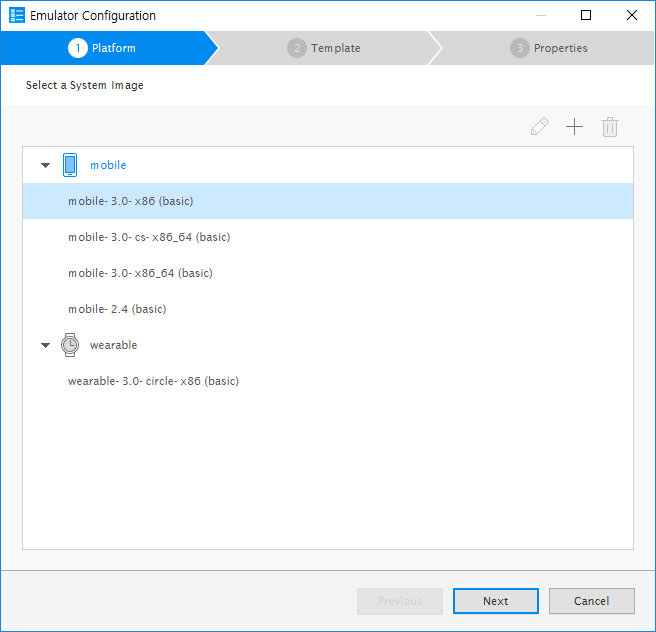 Emulator Configuration
1 Platform
2 Template
3 Properties
Select a System Image
mobile
mobile- 3.0- x86 (basic)
mobile- 3.0- cs- x86_64 (basic)
mobile- 3.0- x86_64 (basic)
mobile- 2.4 (basic)
wearable
wearable- 3.0- circle- x86 (basic)
Previous
Next
Cancel